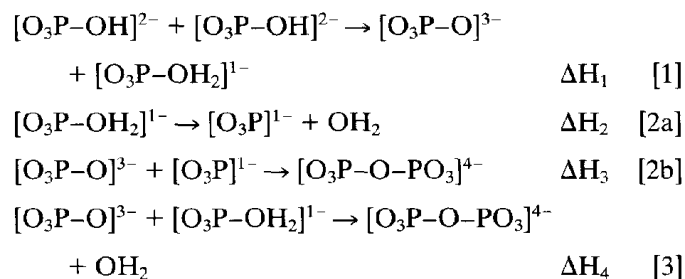 [O₃P–OH]²⁻ + [O₃P–OH]²⁻ → [O₃P–O]³⁻
+ [O₃P–OH₂]¹⁻ ΔH₁ [1]
[O₃P–OH₂]¹⁻ → [O₃P]¹⁻ + OH₂ ΔH₂ [2a]
[O₃P–O]³⁻ + [O₃P]¹⁻ → [O₃P–O–PO₃]⁴⁻ ΔH₃ [2b]
[O₃P–O]³⁻ + [O₃P–OH₂]¹⁻ → [O₃P–O–PO₃]⁴⁻
+ OH₂ ΔH₄ [3]